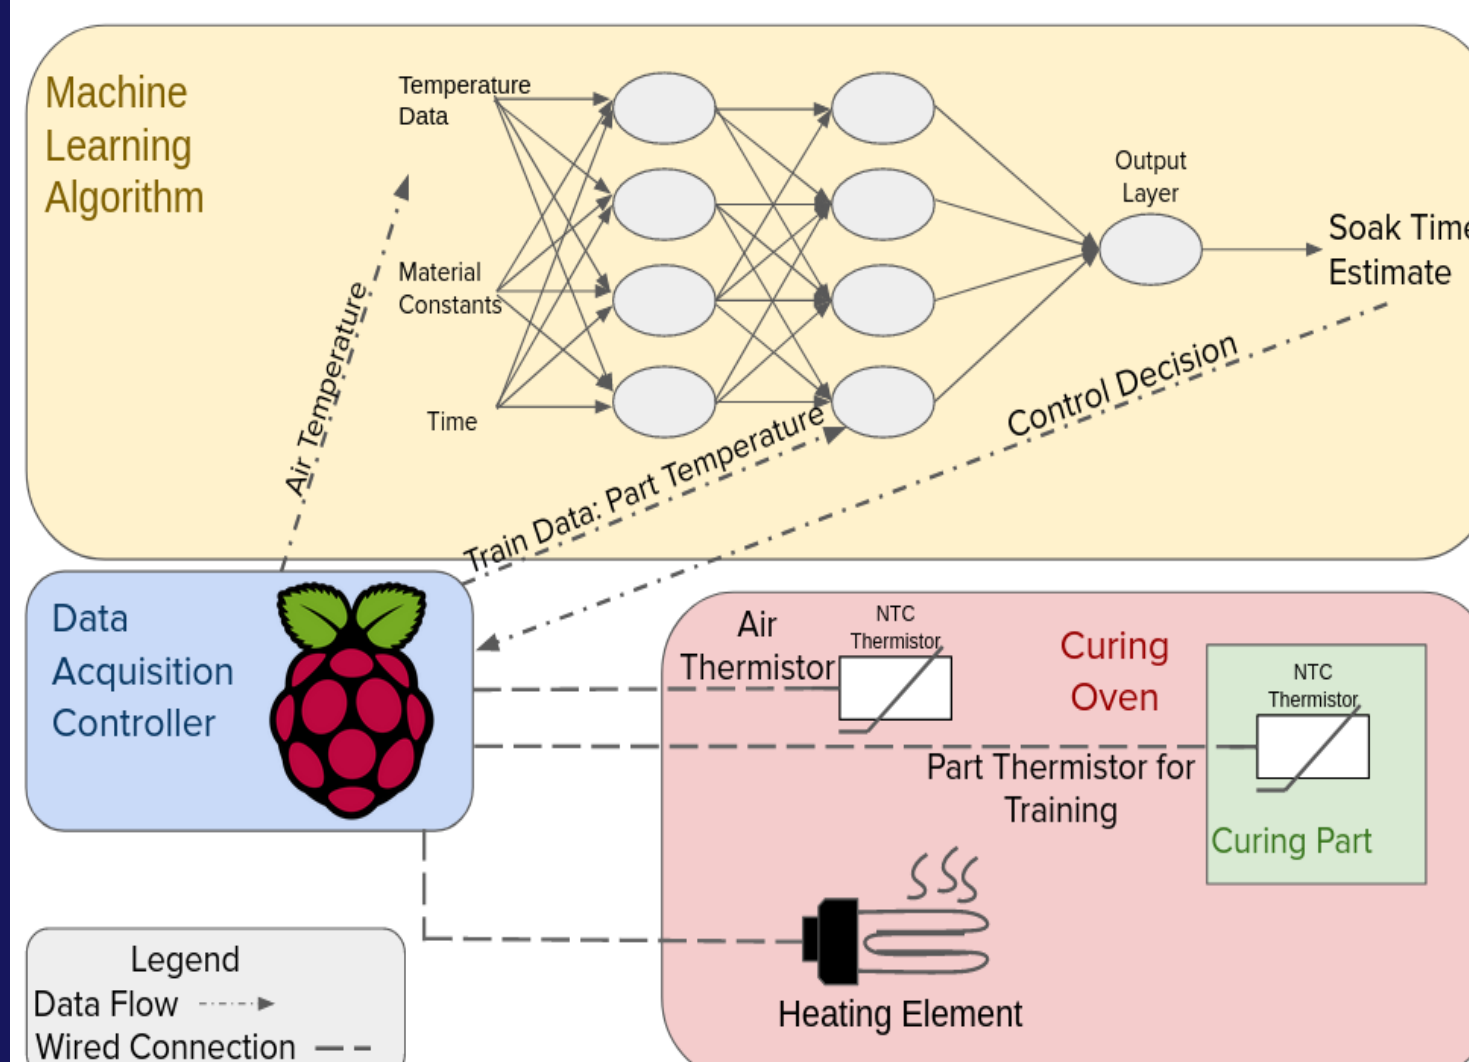 Machine
Learning
Algorithm
Temperature
Data
Material
Constants
Time
Output
Layer
Soak Time
Estimate
Air Temperature
Train Data: Part Temperature
Control Decision
Data
Acquisition
Controller
Air
Thermistor
NTC
Thermistor
Curing
Oven
NTC
Thermistor
Part Thermistor for
Training
Curing Part
Heating Element
Legend
Data Flow
Wired Connection